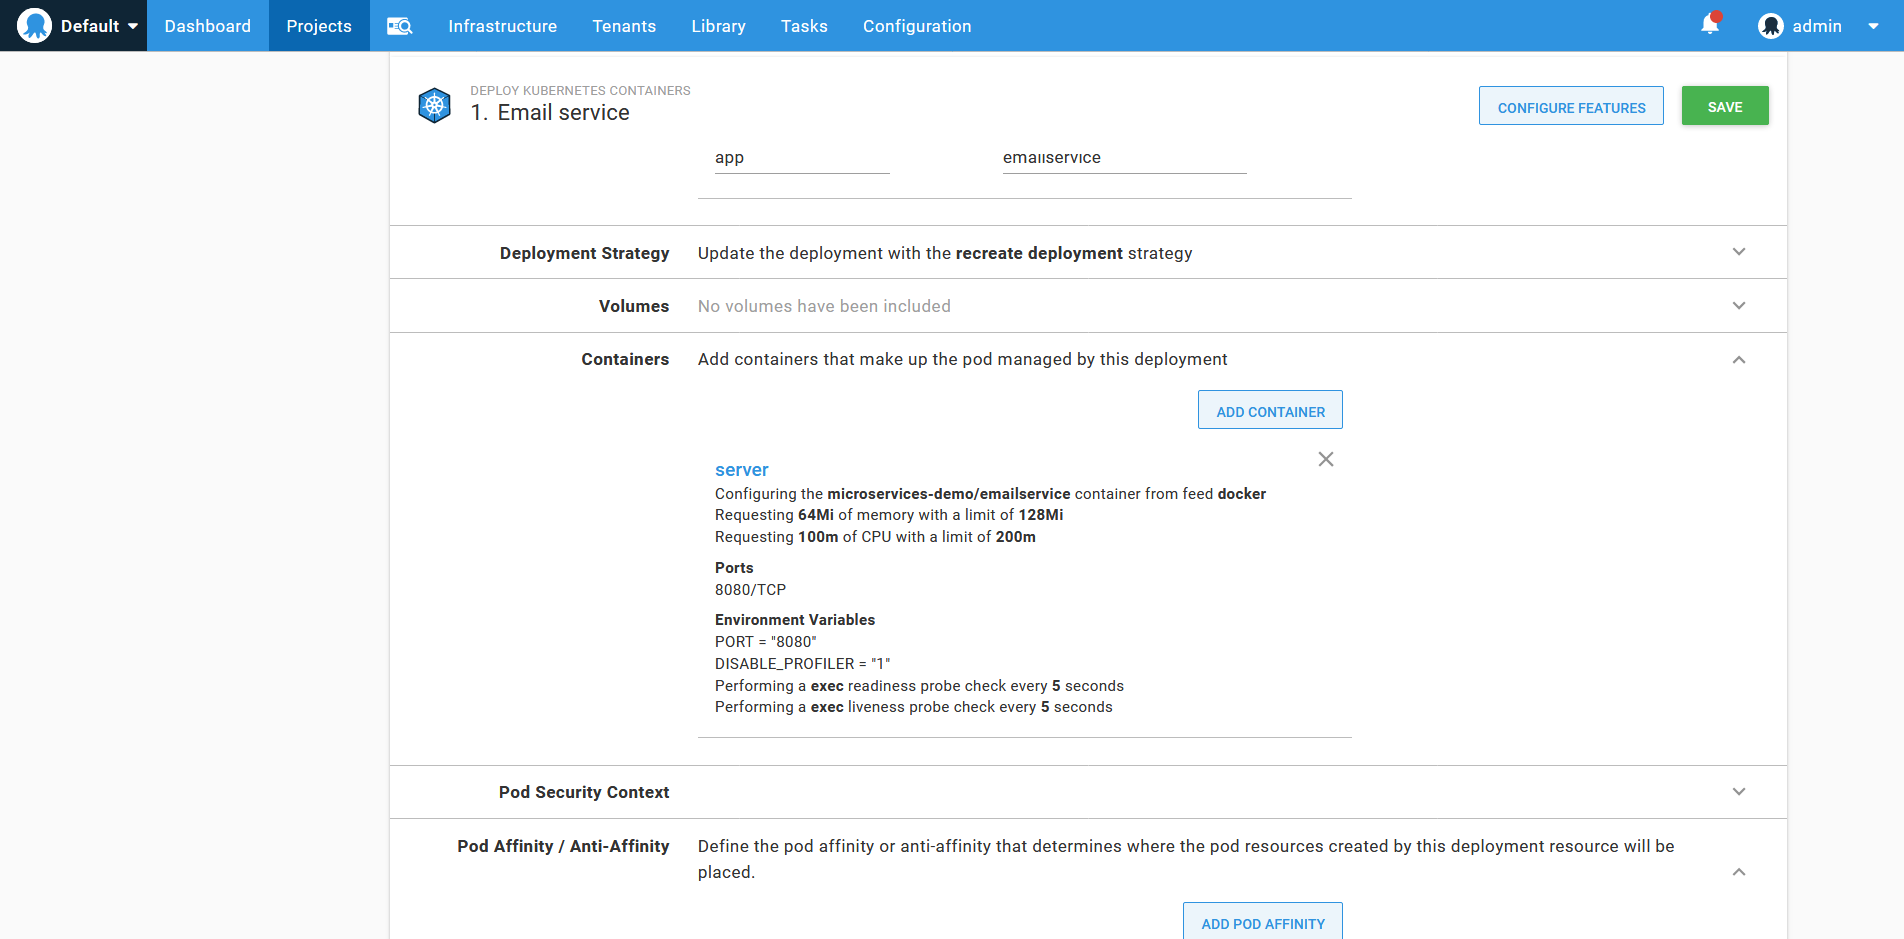 Default Dashboard Projects Infrastructure Tenants Library Tasks Configuration admin
DEPLOY KUBERNETES CONTAINERS
1. Email service
CONFIGURE FEATURES SAVE
app emailservice
Deployment Strategy Update the deployment with the recreate deployment strategy
Volumes No volumes have been included
Containers Add containers that make up the pod managed by this deployment
ADD CONTAINER
server
Configuring the microservices-demo/emailservice container from feed docker
Requesting 64Mi of memory with a limit of 128Mi
Requesting 100m of CPU with a limit of 200m
Ports
8080/TCP
Environment Variables
PORT = "8080"
DISABLE_PROFILER = "1"
Performing a exec readiness probe check every 5 seconds
Performing a exec liveness probe check every 5 seconds
Pod Security Context
Pod Affinity / Anti-Affinity Define the pod affinity or anti-affinity that determines where the pod resources created by this deployment resource will be
placed.
ADD POD AFFINITY